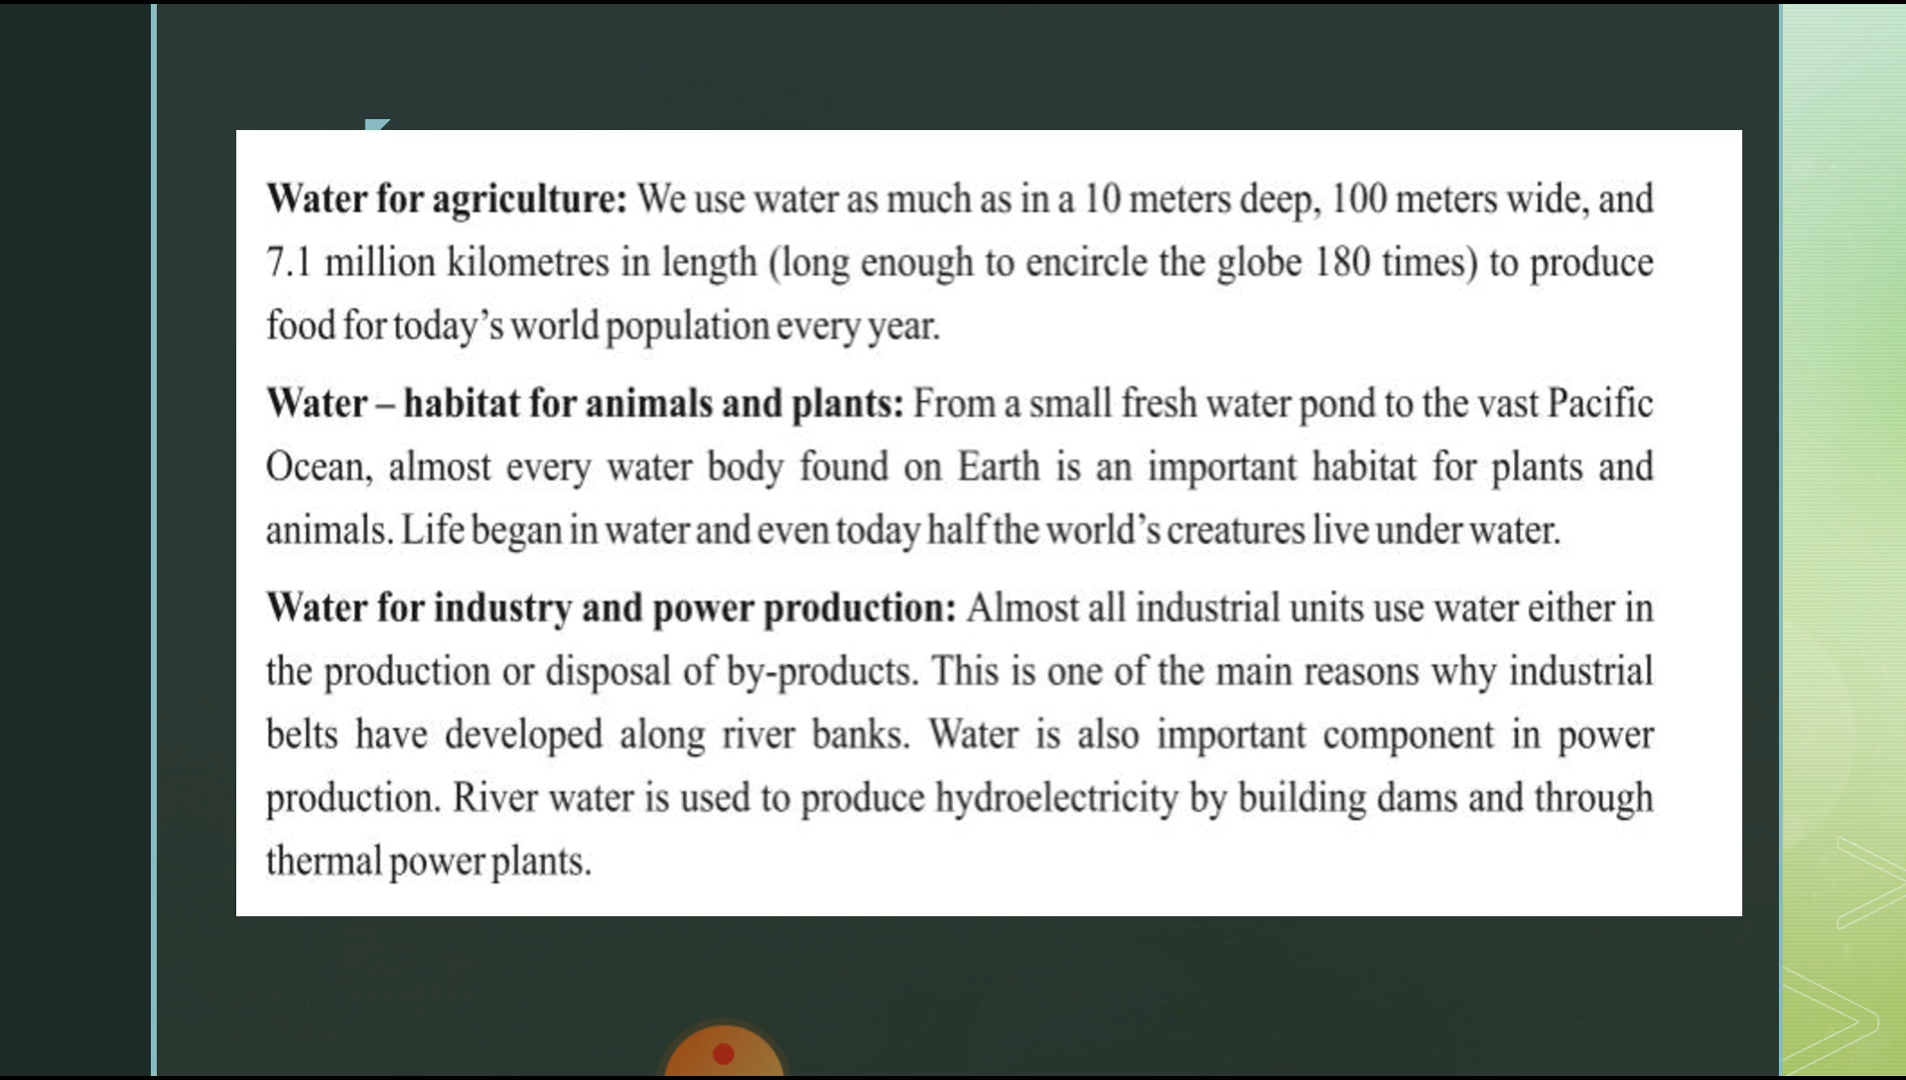 Water for agriculture: We use water as much as in a 10 meters deep, 100 meters wide, and
7.1 million kilometres in length (long enough to encircle the globe 180 times) to produce
food for today’s world population every year.
Water – habitat for animals and plants: From a small fresh water pond to the vast Pacific
Ocean, almost every water body found on Earth is an important habitat for plants and
animals. Life began in water and even today half the world’s creatures live under water.
Water for industry and power production: Almost all industrial units use water either in
the production or disposal of by-products. This is one of the main reasons why industrial
belts have developed along river banks. Water is also important component in power
production. River water is used to produce hydroelectricity by building dams and through
thermal power plants.